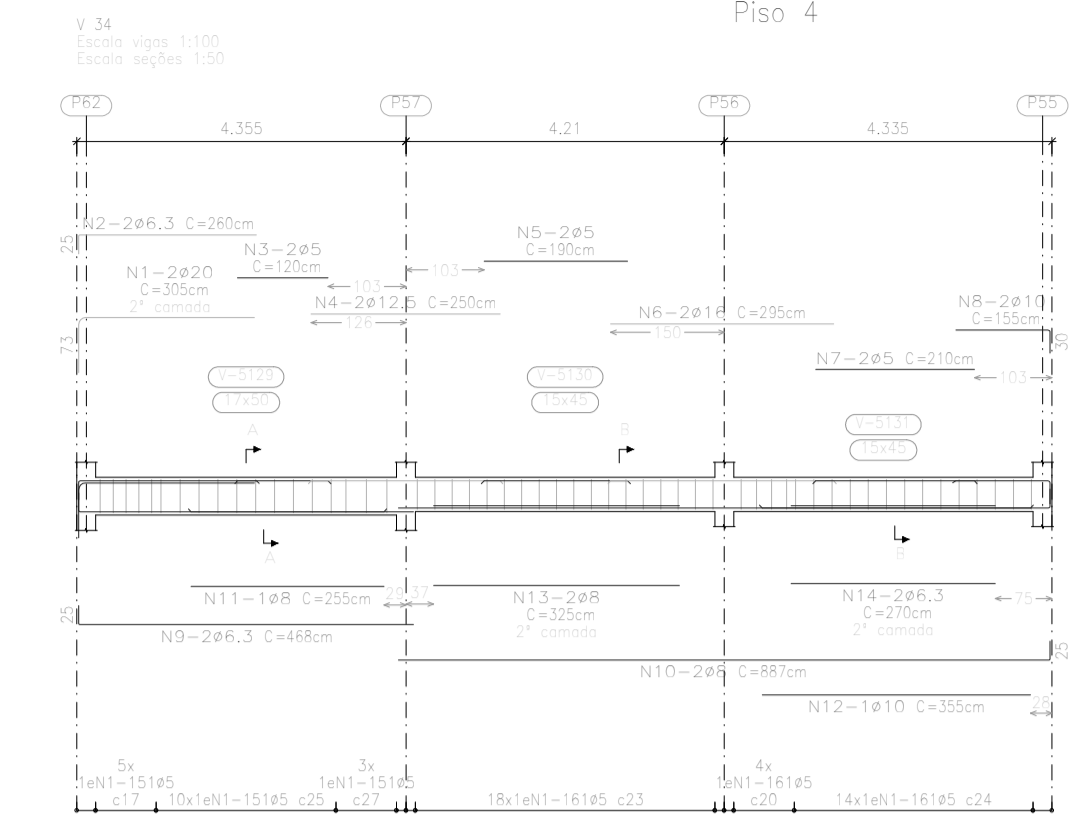 Piso 4
V 34
Escala vigas 1:100
Escala seções 1:50
P62
P57
P56
P55
4.355
4.21
4.335
N2-2ø6.3 C=260cm
25
N1-2ø20
C=305cm
2ª camada
73
N3-2ø5
C=120cm
103
N4-2ø12.5 C=250cm
126
N5-2ø5
C=190cm
103
N6-2ø16 C=295cm
150
N8-2ø10
C=155cm
30
N7-2ø5 C=210cm
103
V-5129
17x50
V-5130
15x45
V-5131
15x45
A
B
A
B
N11-1ø8 C=255cm
29
37
N13-2ø8
C=325cm
2ª camada
N14-2ø6.3
C=270cm
2ª camada
75
25
N9-2ø6.3 C=468cm
N10-2ø8 C=887cm
25
N12-1ø10 C=355cm
28
5x
1eN1-151ø5
c17
10x1eN1-151ø5 c25
3x
1eN1-151ø5
c27
18x1eN1-161ø5 c23
4x
1eN1-161ø5
c20
14x1eN1-161ø5 c24